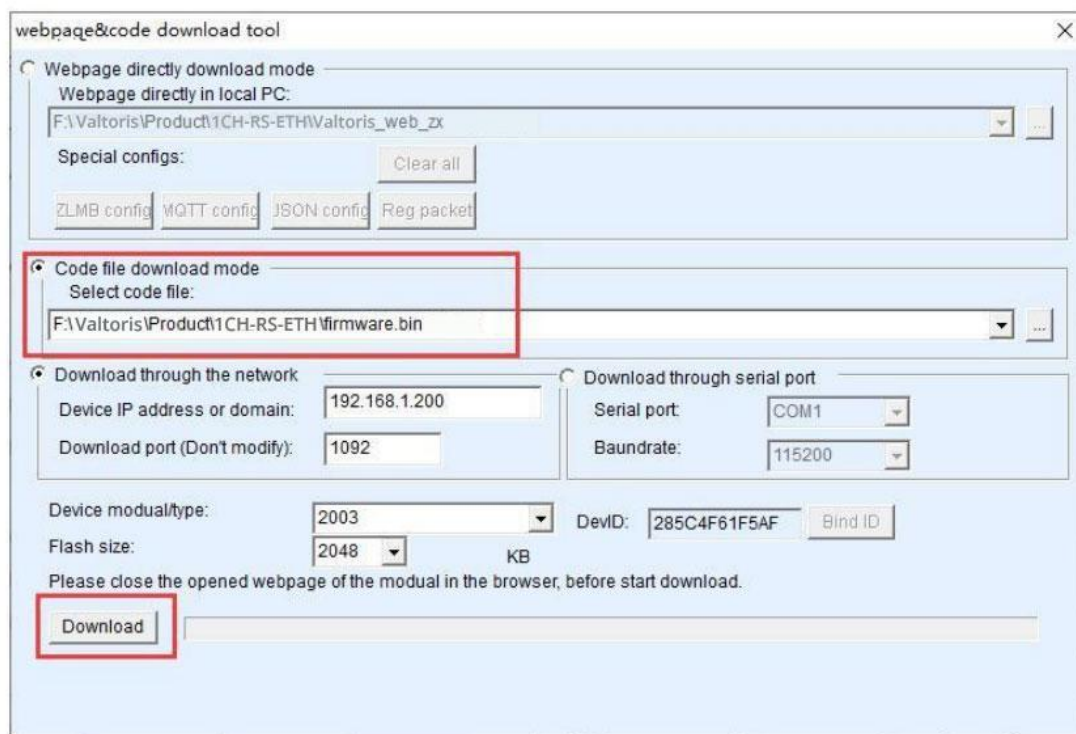 webpage&code download tool
Webpage directly download mode
Webpage directly in local PC:
F:\Valtoris\Product\1CH-RS-ETH\Valtoris_web_zx
...
Special configs:
Clear all
ZLMB config
MQTT config
JSON config
Reg packet
Code file download mode
Select code file:
F:\Valtoris\Product\1CH-RS-ETH\firmware.bin
...
Download through the network
Device IP address or domain: 192.168.1.200
Download port (Don't modify): 1092
Download through serial port
Serial port: COM1
Baundrate: 115200
Device modual/type: 2003
DevID: 285C4F61F5AF Bind ID
Flash size: 2048 KB
Please close the opened webpage of the modual in the browser, before start download.
Download